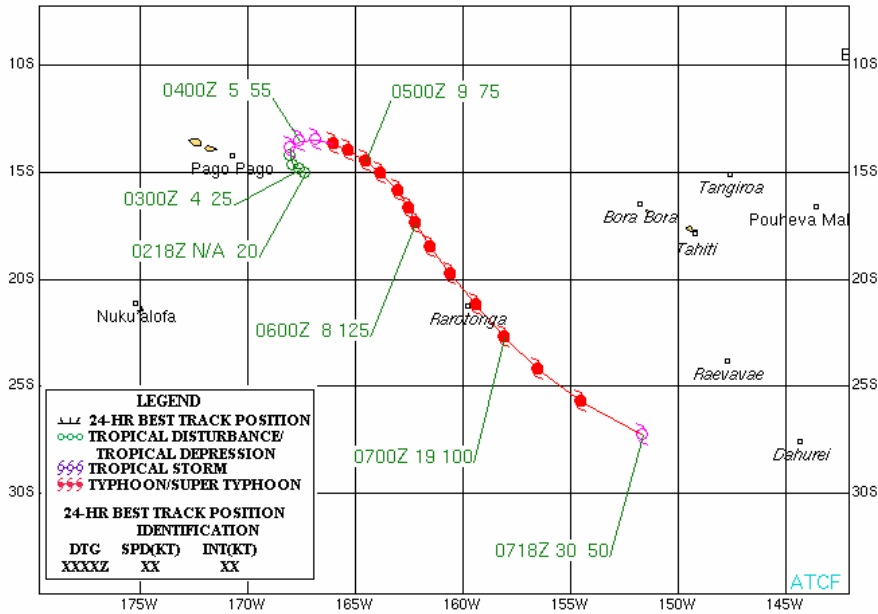 E
10S
10S
0400Z 5 55
0500Z 9 75
Pago Pago
15S
15S
Tangiroa
0300Z 4 25
Bora Bora
Pouheva Mal
0218Z N/A 20
Tahiti
20S
20S
Nuku'alofa
Rarotonga
0600Z 8 125
Raevavae
25S
25S
LEGEND
24-HR BEST TRACK POSITION
TROPICAL DISTURBANCE/
TROPICAL DEPRESSION
TROPICAL STORM
TYPHOON/SUPER TYPHOON
0700Z 19 100
Dahurei
30S
30S
24-HR BEST TRACK POSITION
IDENTIFICATION
DTG SPD(KT) INT(KT)
XXXXZ XX XX
0718Z 30 50
ATCF
175W 170W 165W 160W 155W 150W 145W